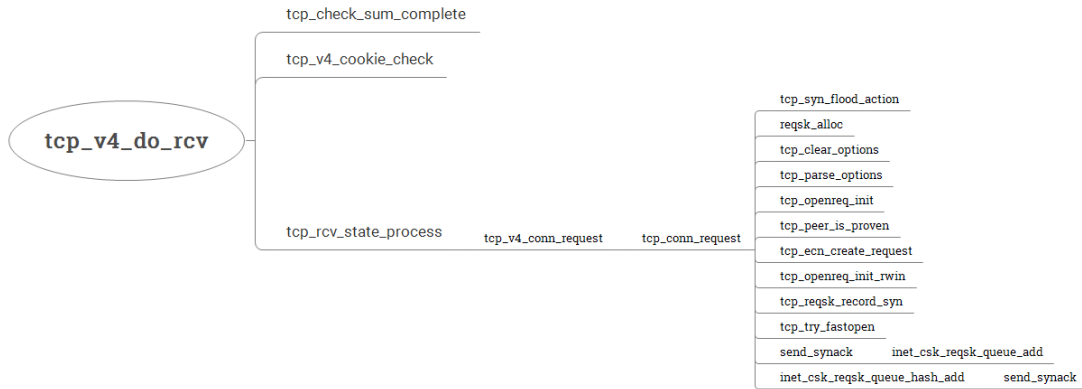 tcp_v4_do_rcv
tcp_check_sum_complete
tcp_v4_cookie_check
tcp_rcv_state_process
tcp_v4_conn_request
tcp_conn_request
tcp_syn_flood_action
reqsk_alloc
tcp_clear_options
tcp_parse_options
tcp_openreq_init
tcp_peer_is_proven
tcp_ecn_create_request
tcp_openreq_init_rwin
tcp_reqsk_record_syn
tcp_try_fastopen
send_synack inet_csk_reqsk_queue_add
inet_csk_reqsk_queue_hash_add send_synack